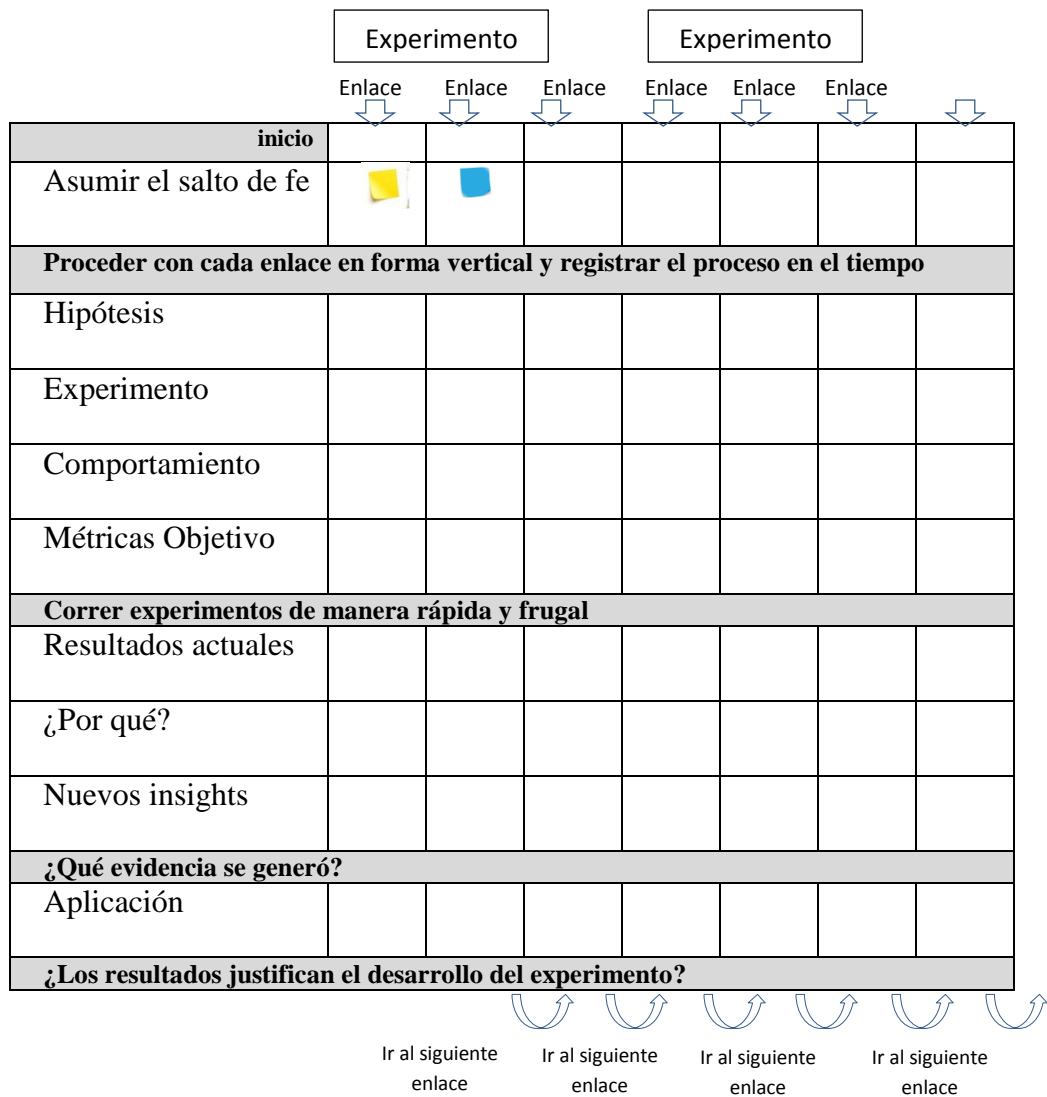 Experimento Experimento
Enlace Enlace Enlace Enlace Enlace Enlace
inicio
Asumir el salto de fe
Proceder con cada enlace en forma vertical y registrar el proceso en el tiempo
Hipótesis
Experimento
Comportamiento
Métricas Objetivo
Correr experimentos de manera rápida y frugal
Resultados actuales
¿Por qué?
Nuevos insights
¿Qué evidencia se generó?
Aplicación
¿Los resultados justifican el desarrollo del experimento?
Ir al siguiente Ir al siguiente Ir al siguiente Ir al siguiente
enlace enlace enlace enlace